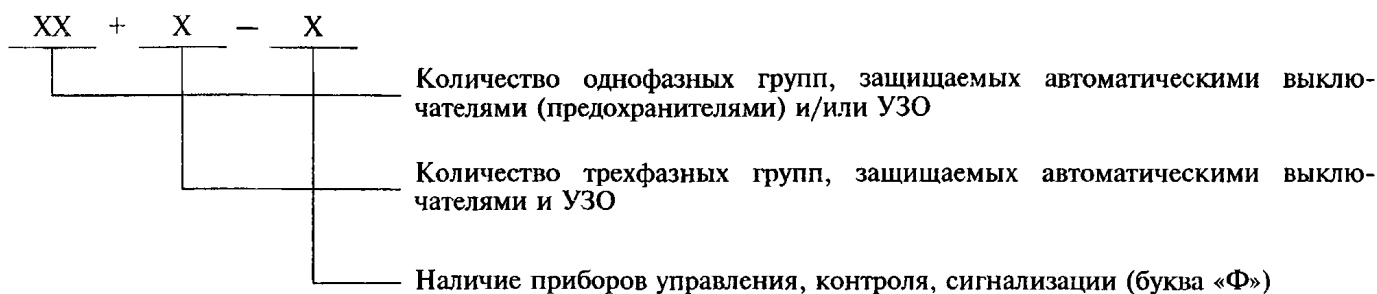 XX + X – X
Количество однофазных групп, защищаемых автоматическими выклю-
чателями (предохранителями) и/или УЗО
Количество трехфазных групп, защищаемых автоматическими выклю-
чателями и УЗО
Наличие приборов управления, контроля, сигнализации (буква «Ф»)